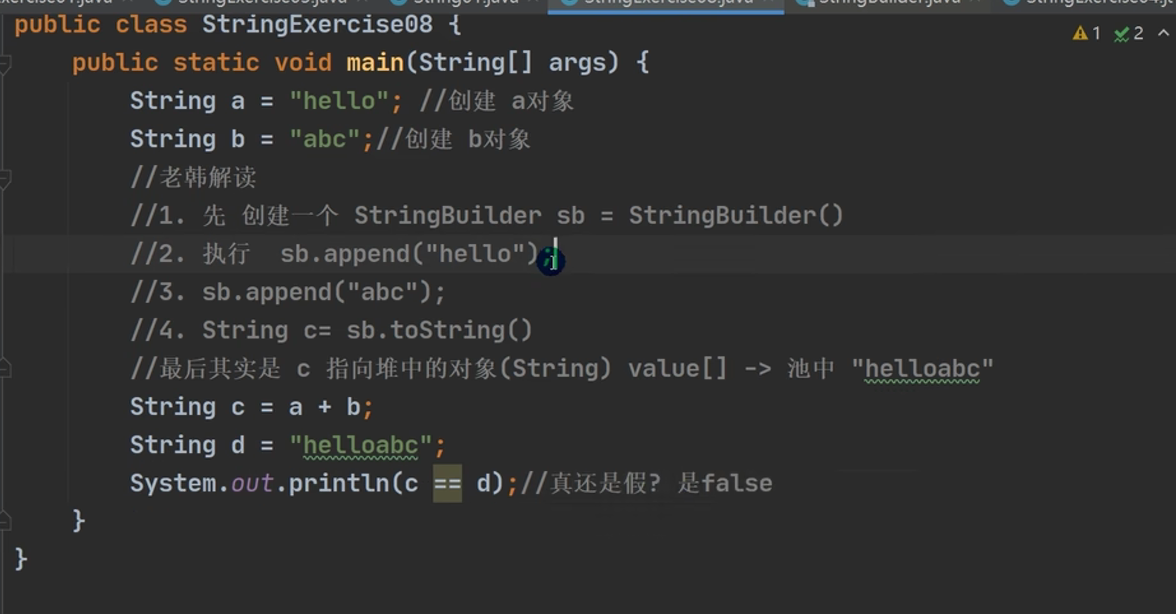 public class StringExercise08 {
1 2
public static void main(String[] args) {
String a = "hello"; //创建 a对象
String b = "abc";//创建 b对象
//老韩解读
//1. 先 创建一个 StringBuilder sb = StringBuilder()
//2. 执行  sb.append("hello");
//3. sb.append("abc");
//4. String c= sb.toString()
//最后其实是 c 指向堆中的对象(String) value[] -> 池中 "helloabc"
String c = a + b;
String d = "helloabc";
System.out.println(c == d);//真还是假? 是false
}
}